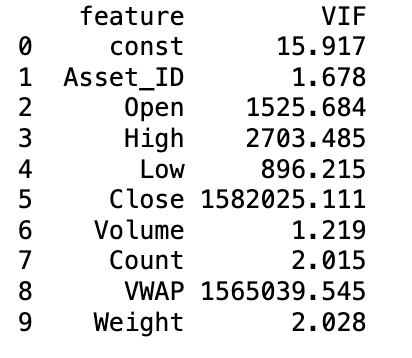 feature VIF
0 const 15.917
1 Asset_ID 1.678
2 Open 1525.684
3 High 2703.485
4 Low 896.215
5 Close 1582025.111
6 Volume 1.219
7 Count 2.015
8 VWAP 1565039.545
9 Weight 2.028